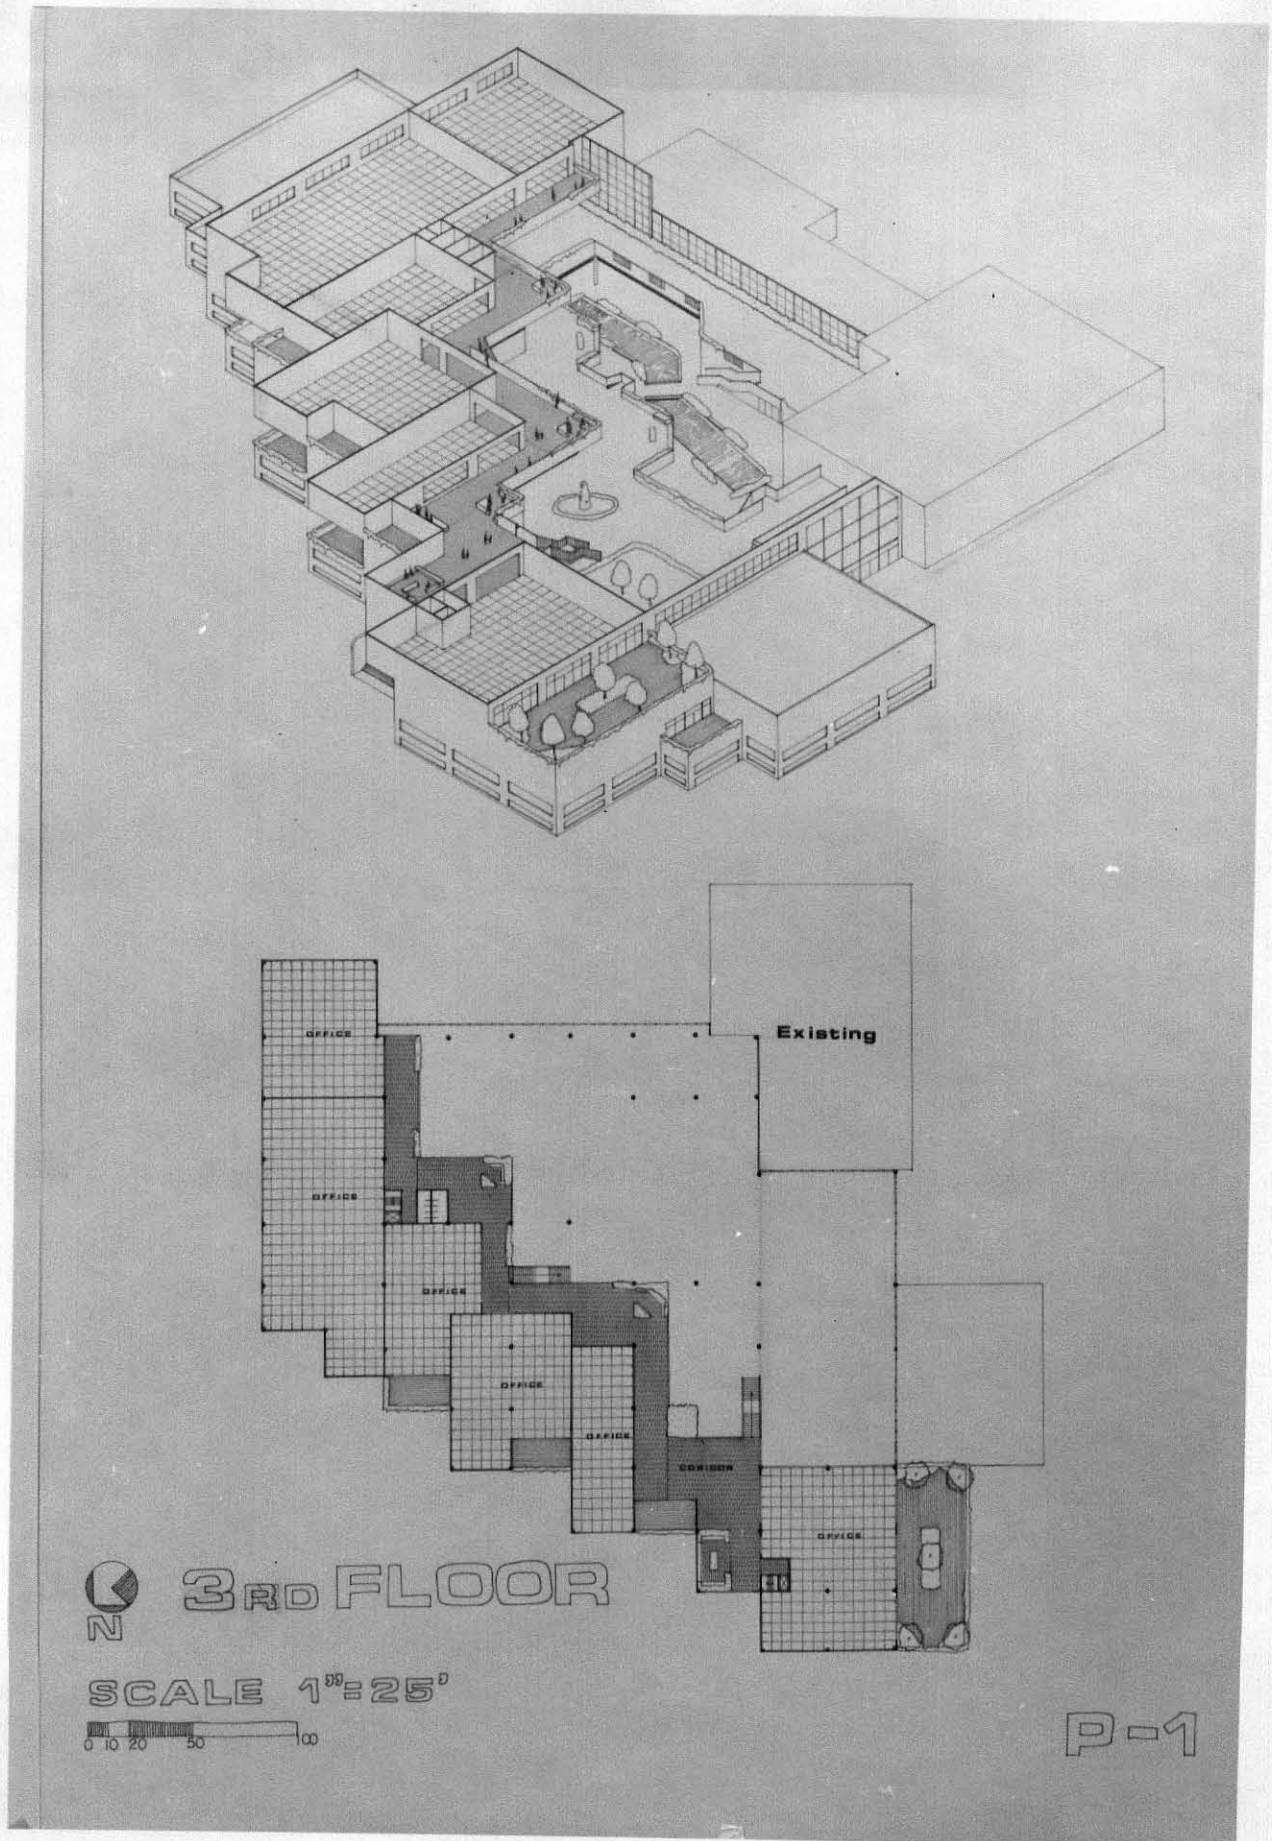 Existing
OFFICE
OFFICE
OFFICE
OFFICE
OFFICE
CORIDOR
OFFICE
N
3RD FLOOR
SCALE 1"=25'
0 10 20 50 100
P-1